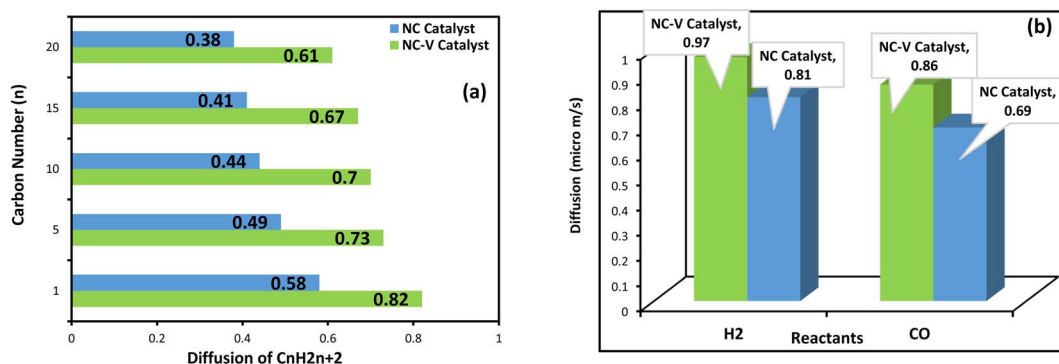 NC Catalyst
NC-V Catalyst
(a)
Carbon Number (n)
20
0.38
0.61
15
0.41
0.67
10
0.44
0.7
5
0.49
0.73
1
0.58
0.82
0
0.2
0.4
0.6
0.8
1
Diffusion of CnH2n+2
(b)
NC-V Catalyst,
0.97
NC Catalyst,
0.81
NC-V Catalyst,
0.86
NC Catalyst,
0.69
Diffusion (micro m/s)
1
0.9
0.8
0.7
0.6
0.5
0.4
0.3
0.2
0.1
0
H2
Reactants
CO